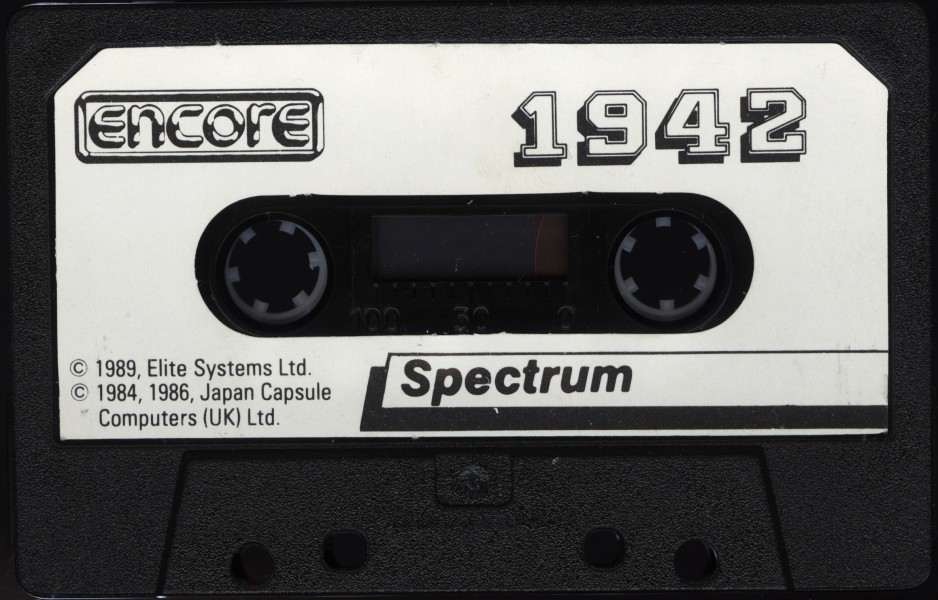 encore
1942
100 50 0
© 1989, Elite Systems Ltd.
© 1984, 1986, Japan Capsule
Computers (UK) Ltd.
Spectrum